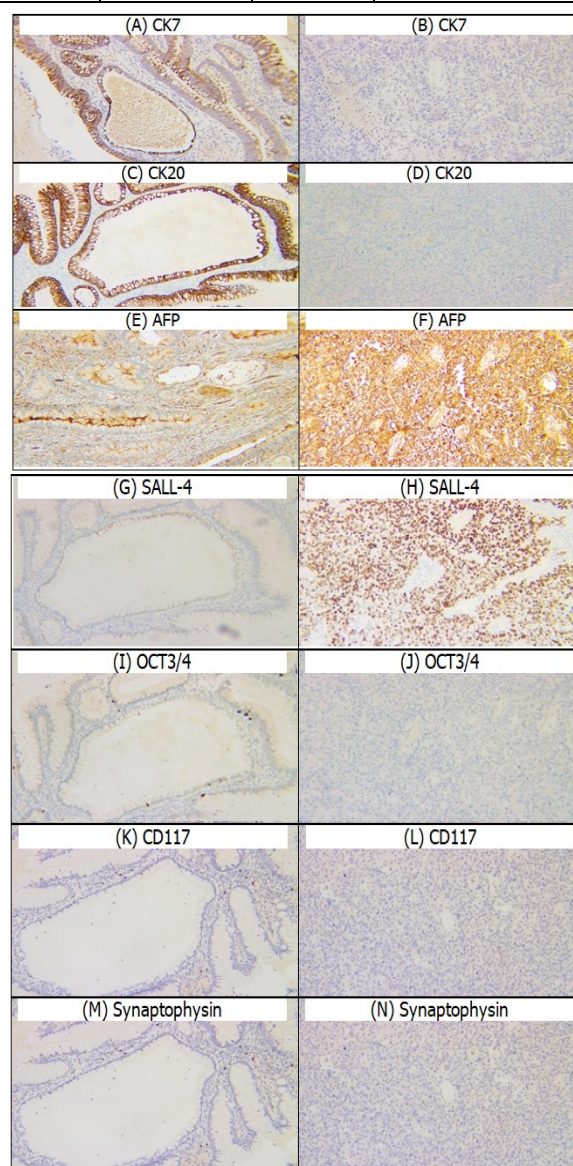 (A) CK7
(B) CK7
(C) CK20
(D) CK20
(E) AFP
(F) AFP
(G) SALL-4
(H) SALL-4
(I) OCT3/4
(J) OCT3/4
(K) CD117
(L) CD117
(M) Synaptophysin
(N) Synaptophysin